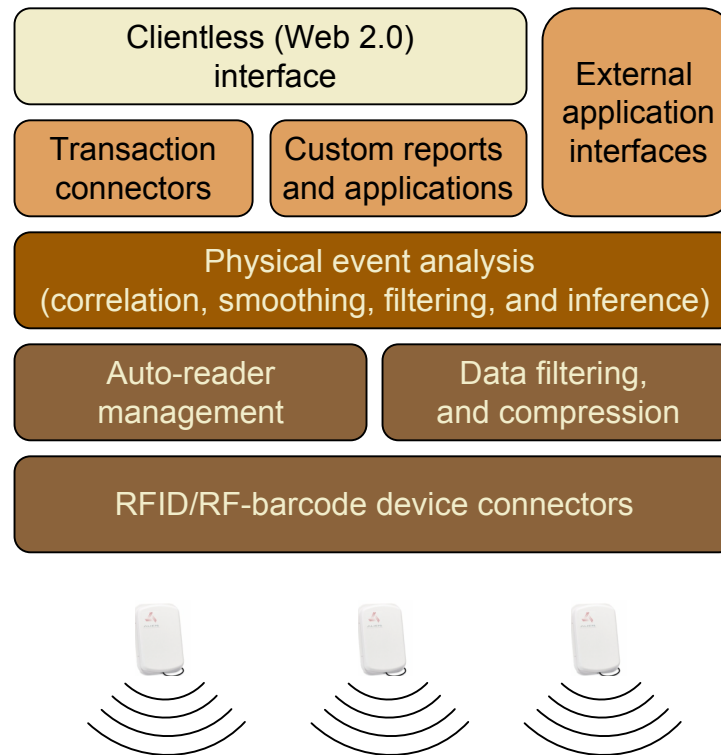 Clientless (Web 2.0)
interface
External
application
interfaces
Transaction
connectors
Custom reports
and applications
Physical event analysis
(correlation, smoothing, filtering, and inference)
Auto-reader
management
Data filtering,
and compression
RFID/RF-barcode device connectors